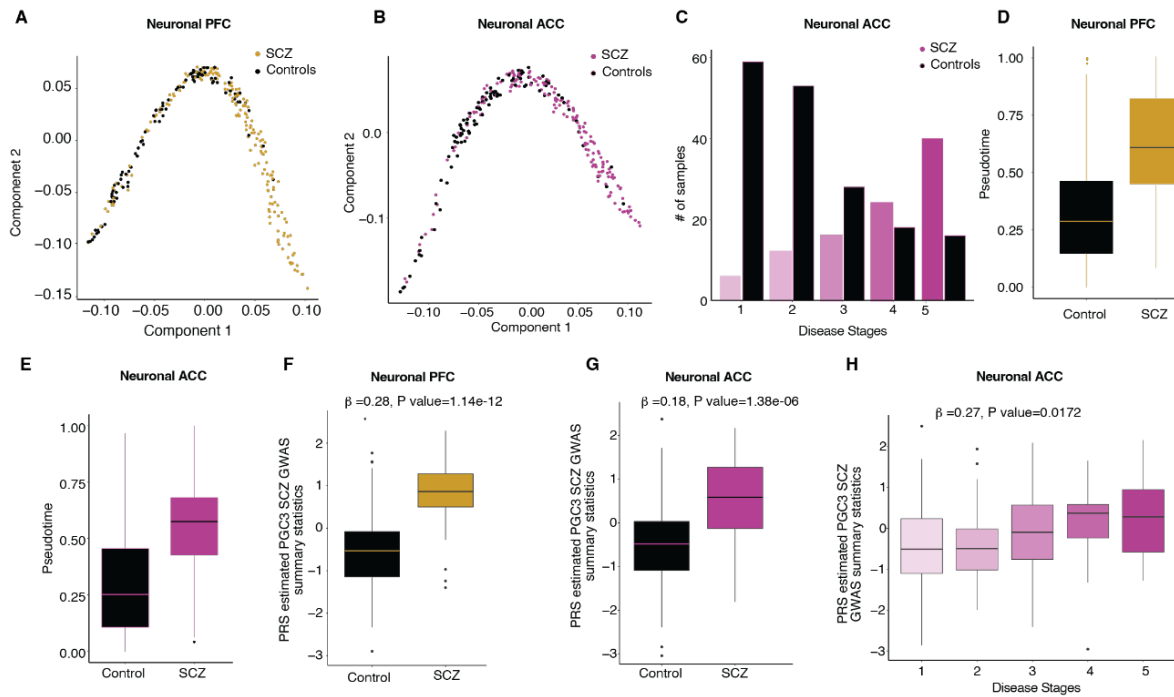 A
Neuronal PFC
SCZ
Controls
0.05
0.00
−0.05
−0.10
−0.15
Componenet 2
−0.10
−0.05
0.00
0.05
0.10
Component 1
B
Neuronal ACC
SCZ
Controls
0.0
−0.1
Component 2
−0.10
−0.05
0.00
0.05
0.10
Component 1
C
Neuronal ACC
SCZ
Controls
60
40
20
0
# of samples
1
2
3
4
5
Disease Stages
D
Neuronal PFC
1.00
0.75
0.50
0.25
0.00
Pseudotime
Control
SCZ
E
Neuronal ACC
1.00
0.75
0.50
0.25
0.00
Pseudotime
Control
SCZ
F
Neuronal PFC
β =0.28, P value=1.14e-12
2
1
0
−1
−2
−3
PRS estimated PGC3 SCZ GWAS
summary statistics
Control
SCZ
G
Neuronal ACC
β =0.18, P value=1.38e-06
2
1
0
−1
−2
−3
PRS estimated PGC3 SCZ GWAS
summary statistics
Control
SCZ
H
Neuronal ACC
β =0.27, P value=0.0172
2
1
0
−1
−2
−3
PRS estimated PGC3 SCZ
GWAS summary statistics
1
2
3
4
5
Disease Stages